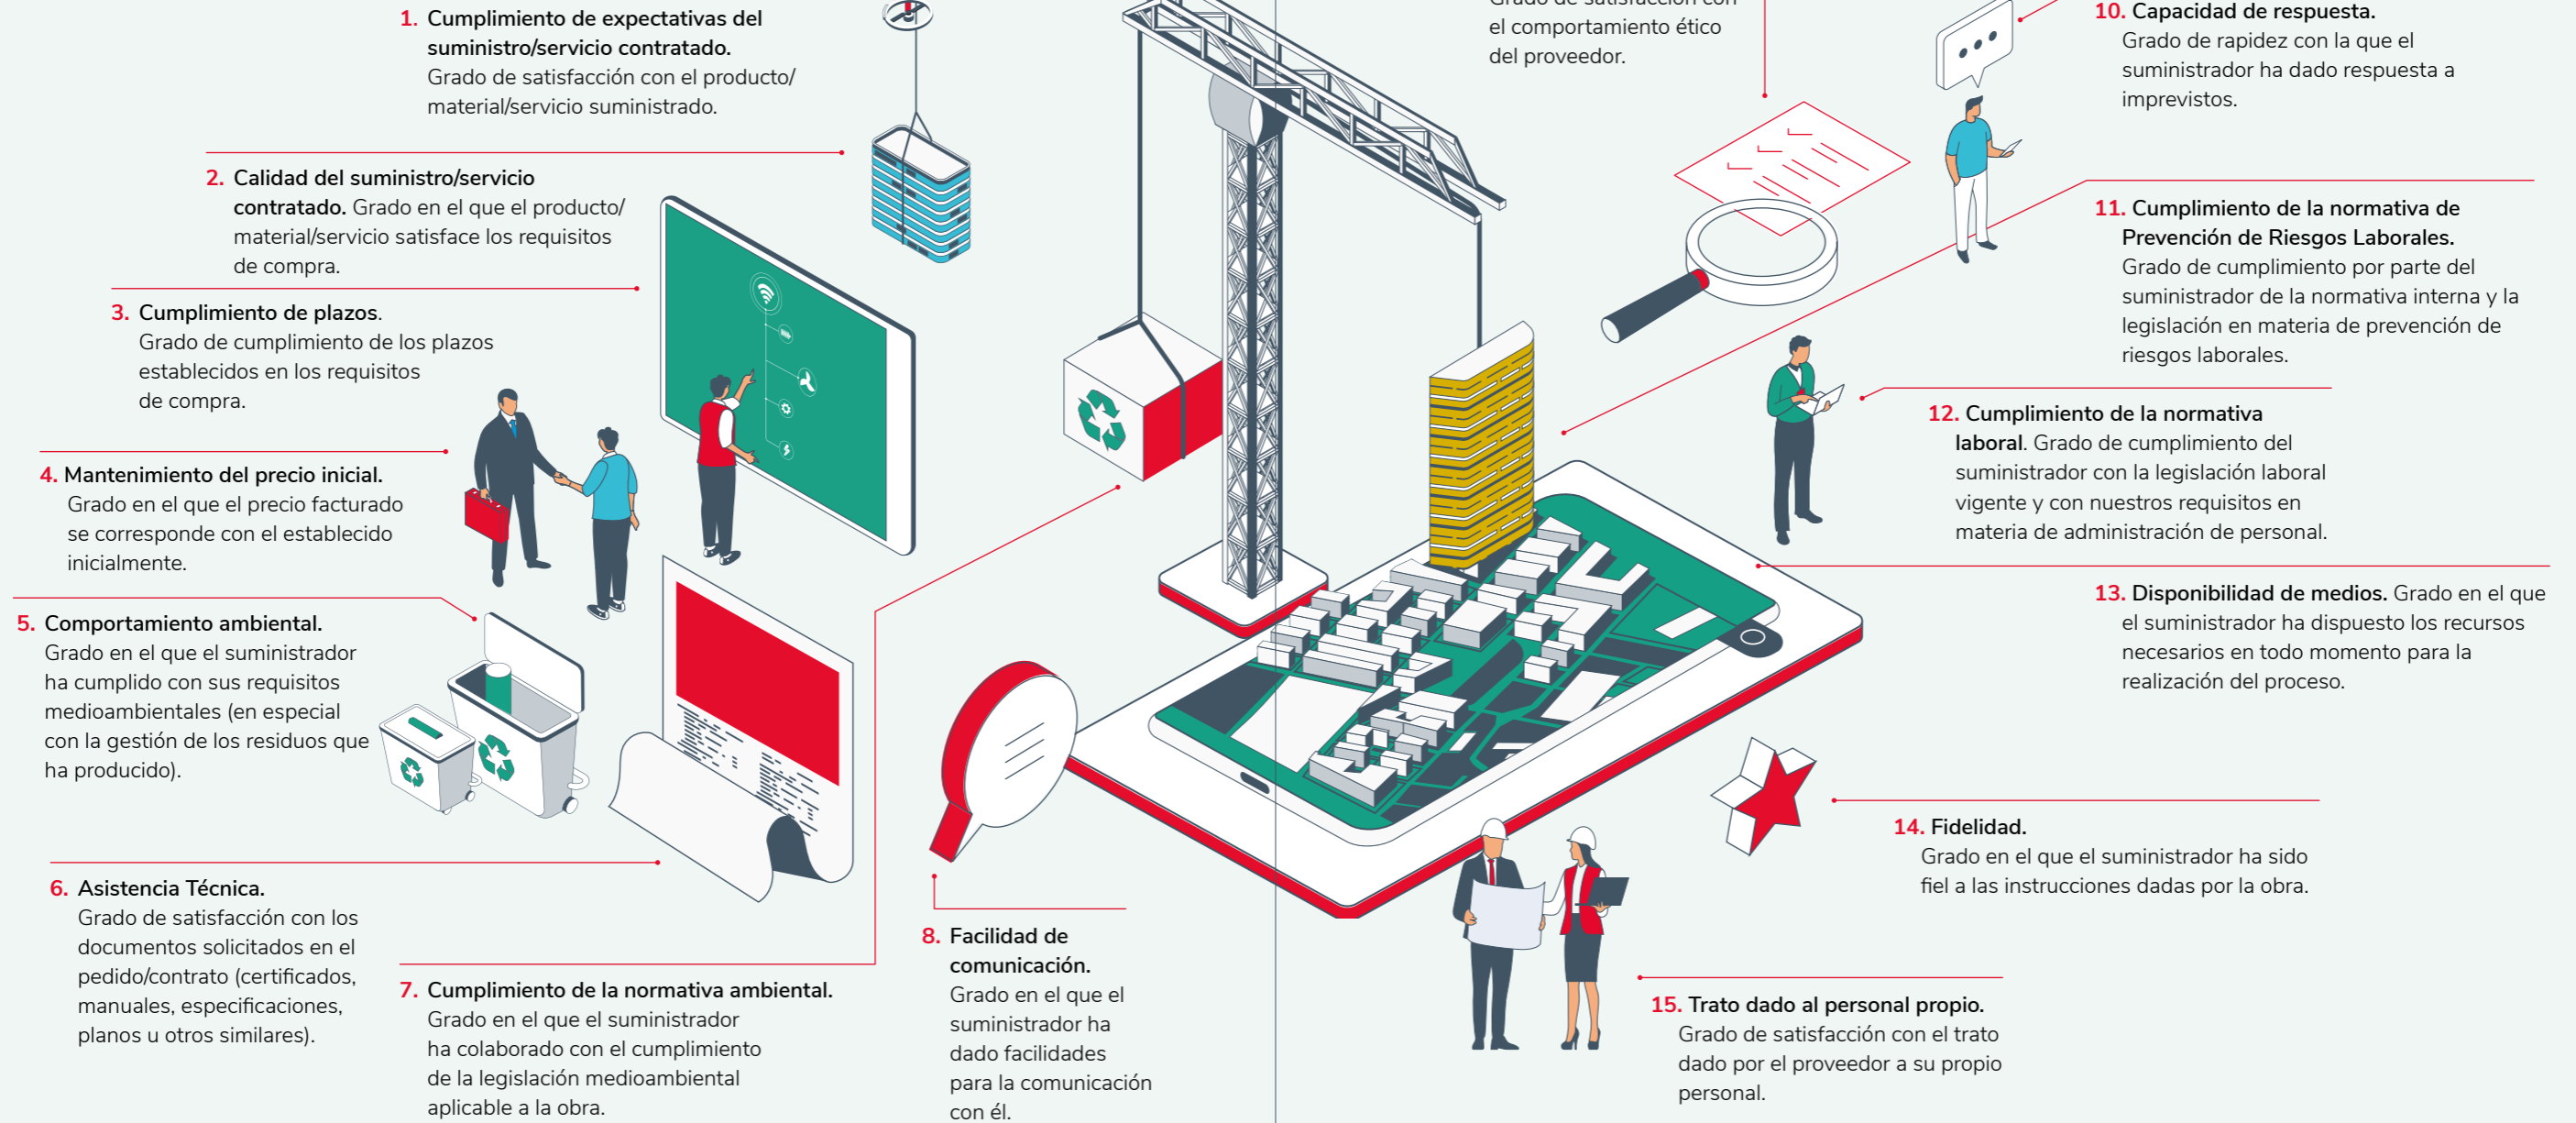 1. Cumplimiento de expectativas del
suministro/servicio contratado.
Grado de satisfacción con el producto/
material/servicio suministrado.
2. Calidad del suministro/servicio
contratado. Grado en el que el producto/
material/servicio satisface los requisitos
de compra.
3. Cumplimiento de plazos.
Grado de cumplimiento de los plazos
establecidos en los requisitos
de compra.
4. Mantenimiento del precio inicial.
Grado en el que el precio facturado
se corresponde con el establecido
inicialmente.
5. Comportamiento ambiental.
Grado en el que el suministrador
ha cumplido con sus requisitos
medioambientales (en especial
con la gestión de los residuos que
ha producido).
6. Asistencia Técnica.
Grado de satisfacción con los
documentos solicitados en el
pedido/contrato (certificados,
manuales, especificaciones,
planos u otros similares).
7. Cumplimiento de la normativa ambiental.
Grado en el que el suministrador
ha colaborado con el cumplimiento
de la legislación medioambiental
aplicable a la obra.
8. Facilidad de
comunicación.
Grado en el que el
suministrador ha
dado facilidades
para la comunicación
con él.
Grado de satisfacción con
el comportamiento ético
del proveedor.
10. Capacidad de respuesta.
Grado de rapidez con la que el
suministrador ha dado respuesta a
imprevistos.
11. Cumplimiento de la normativa de
Prevención de Riesgos Laborales.
Grado de cumplimiento por parte del
suministrador de la normativa interna y la
legislación en materia de prevención de
riesgos laborales.
12. Cumplimiento de la normativa
laboral. Grado de cumplimiento del
suministrador con la legislación laboral
vigente y con nuestros requisitos en
materia de administración de personal.
13. Disponibilidad de medios. Grado en el que
el suministrador ha dispuesto los recursos
necesarios en todo momento para la
realización del proceso.
14. Fidelidad.
Grado en el que el suministrador ha sido
fiel a las instrucciones dadas por la obra.
15. Trato dado al personal propio.
Grado de satisfacción con el trato
dado por el proveedor a su propio
personal.